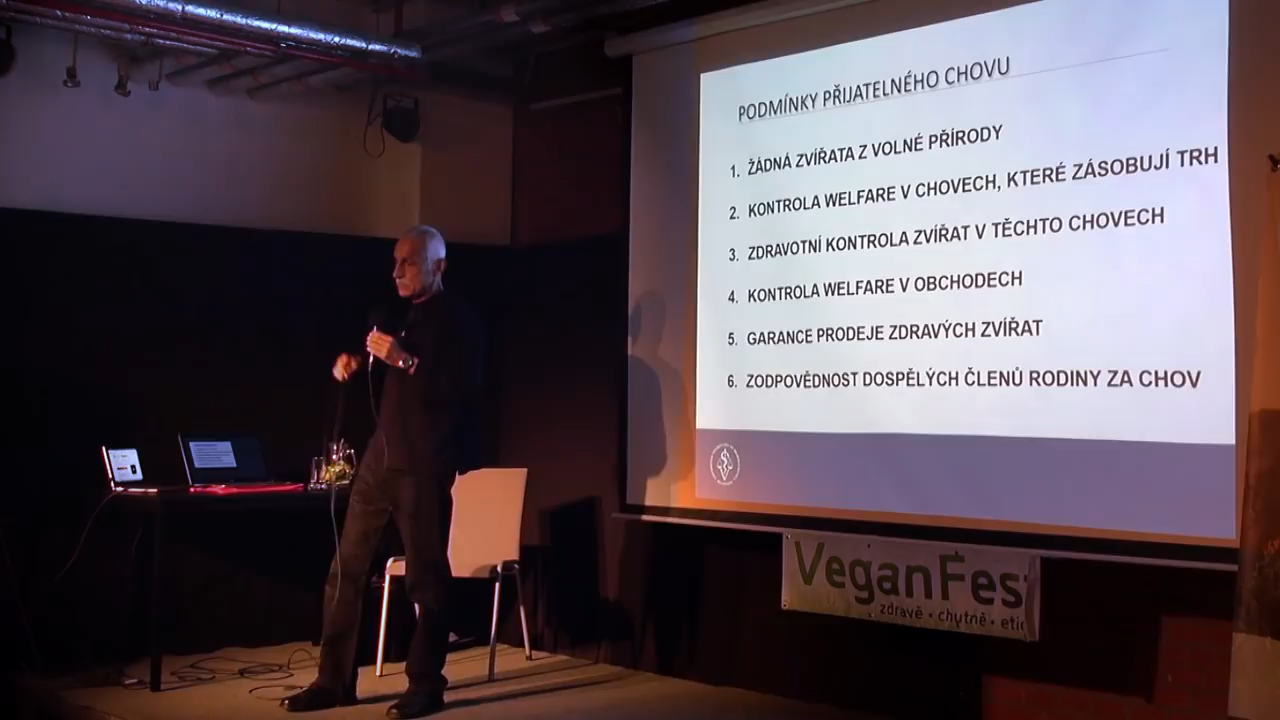 PODMÍNKY PŘIJATELNÉHO CHOVU
1. ŽÁDNÁ ZVÍŘATA Z VOLNÉ PŘÍRODY
2. KONTROLA WELFARE V CHOVECH, KTERÉ ZÁSOBUJÍ TRH
3. ZDRAVOTNÍ KONTROLA ZVÍŘAT V TĚCHTO CHOVECH
4. KONTROLA WELFARE V OBCHODECH
5. GARANCE PRODEJE ZDRAVÝCH ZVÍŘAT
6. ZODPOVĚDNOST DOSPĚLÝCH ČLENŮ RODINY ZA CHOV
VeganFes
zdravě • chutně • etic